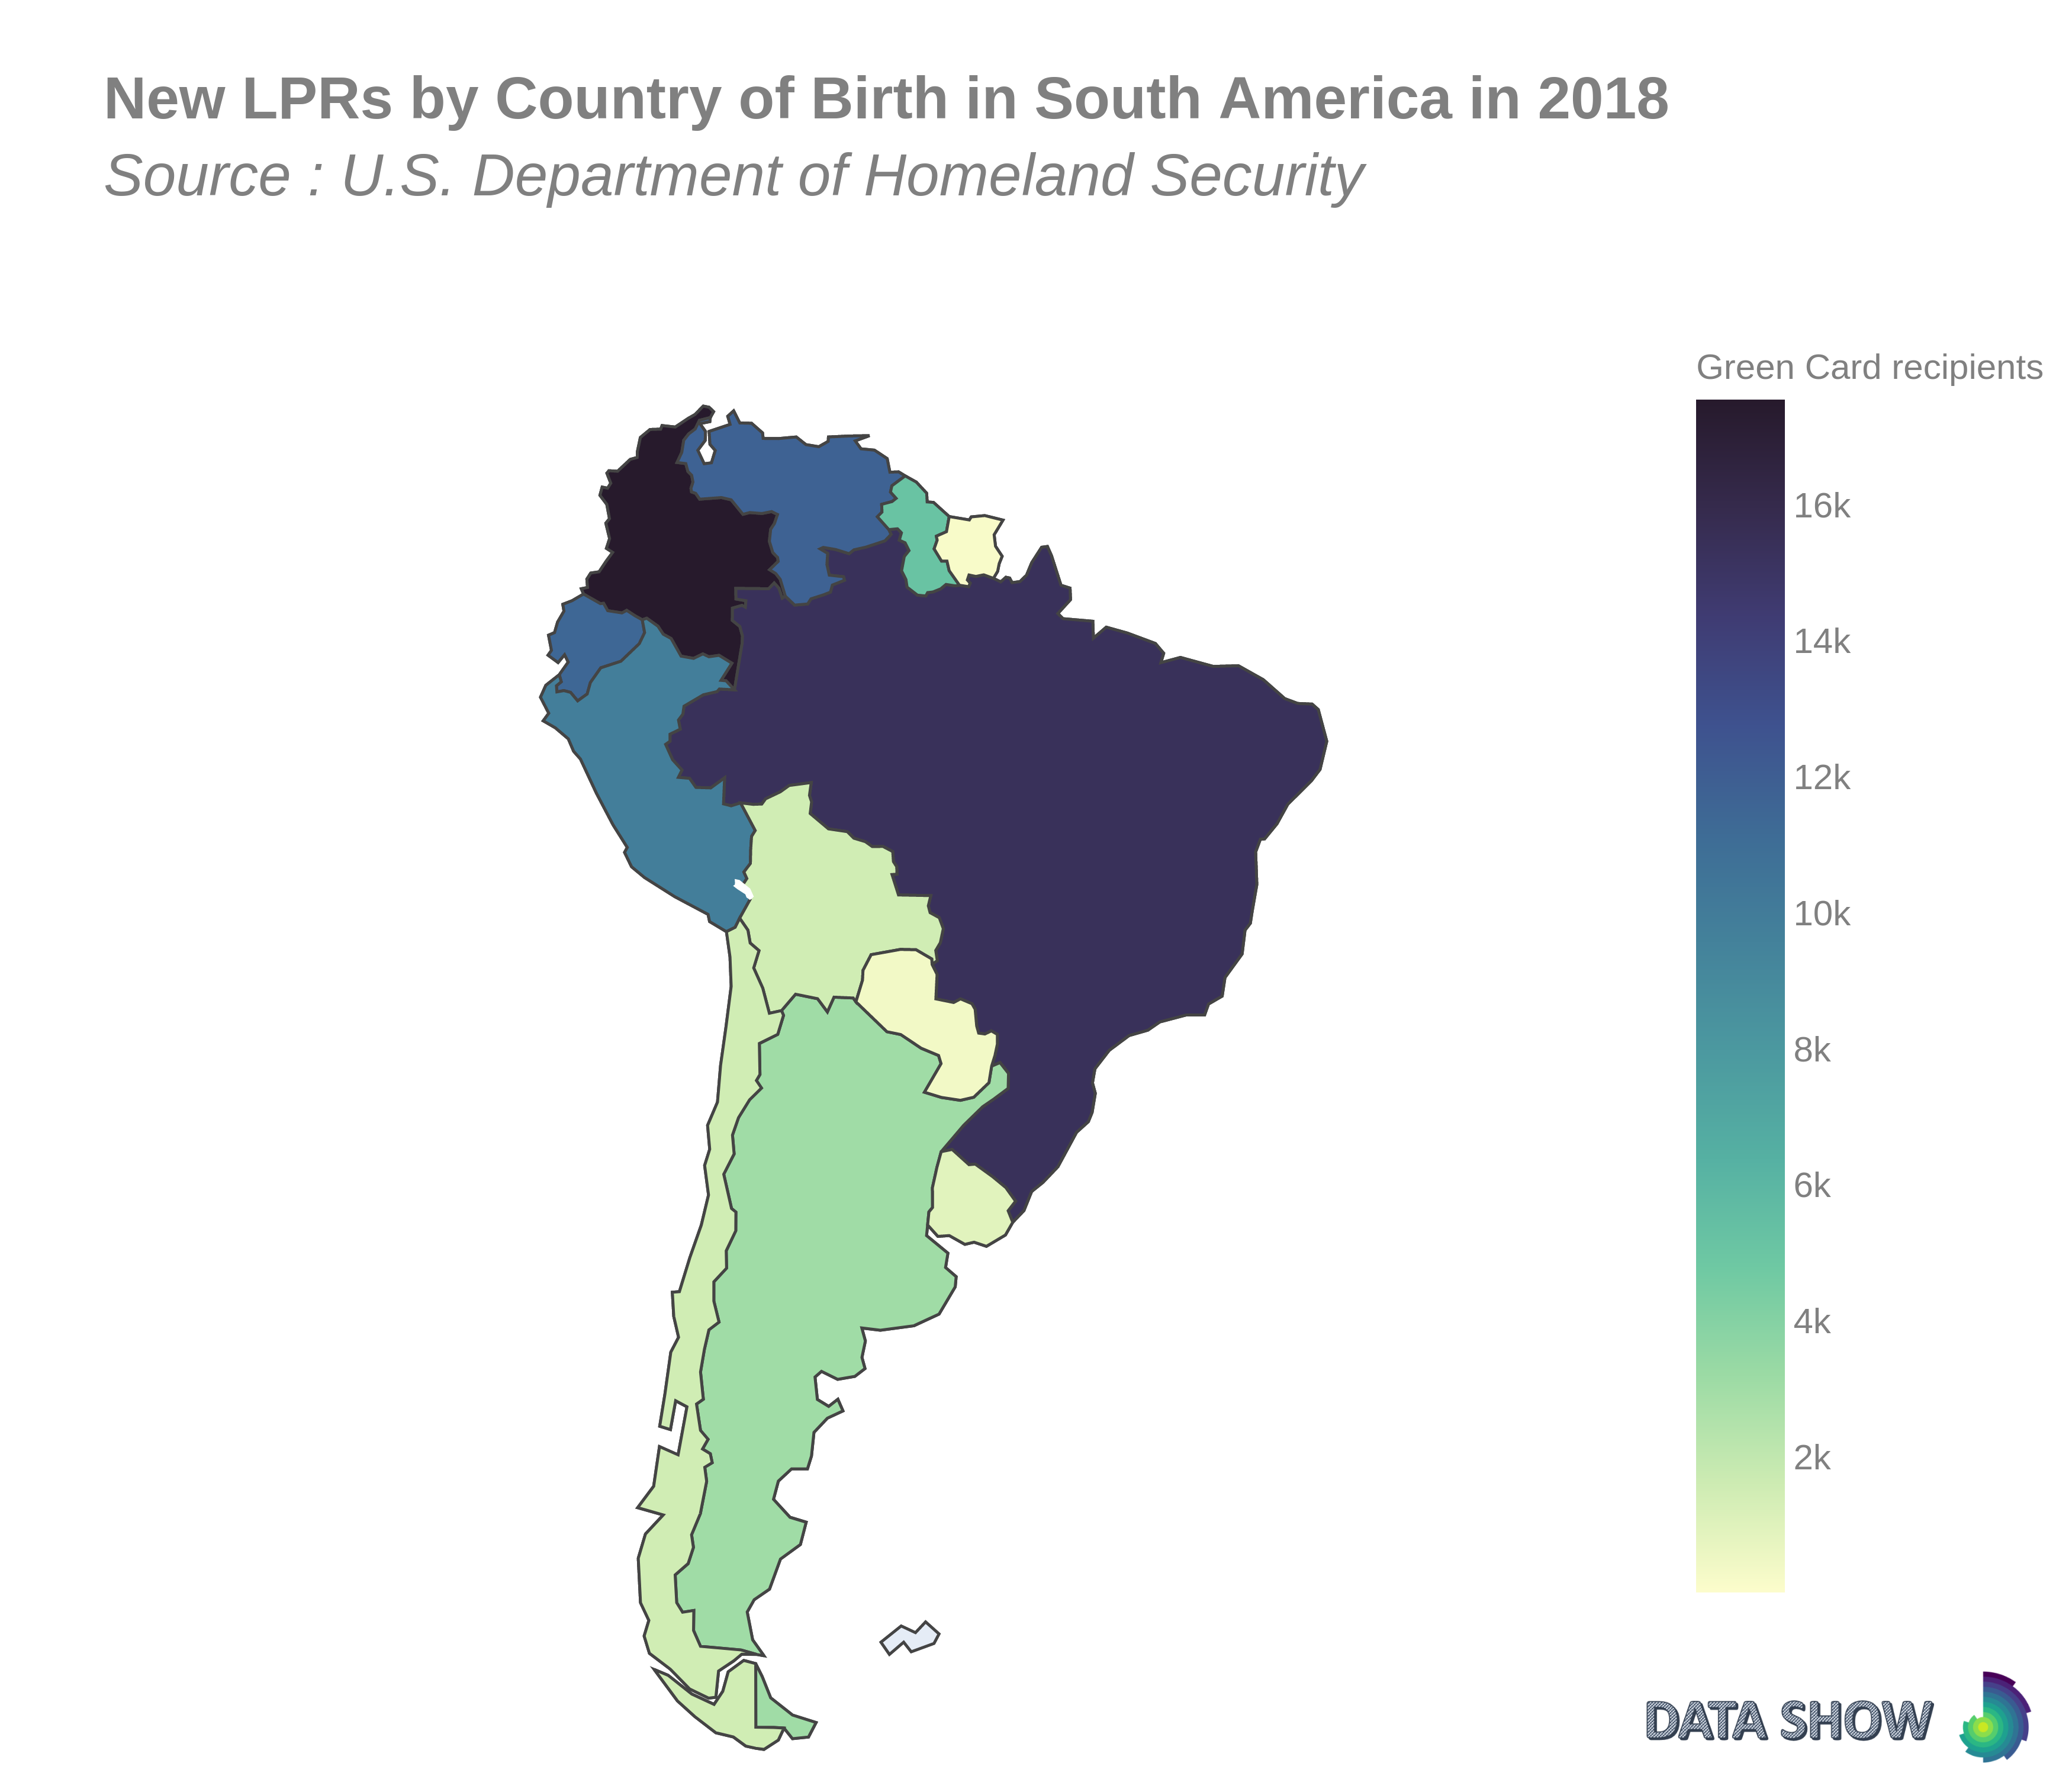 New LPRs by Country of Birth in South America in 2018
Source : U.S. Department of Homeland Security
Green Card recipients
16k
14k
12k
10k
8k
6k
4k
2k
DATA SHOW